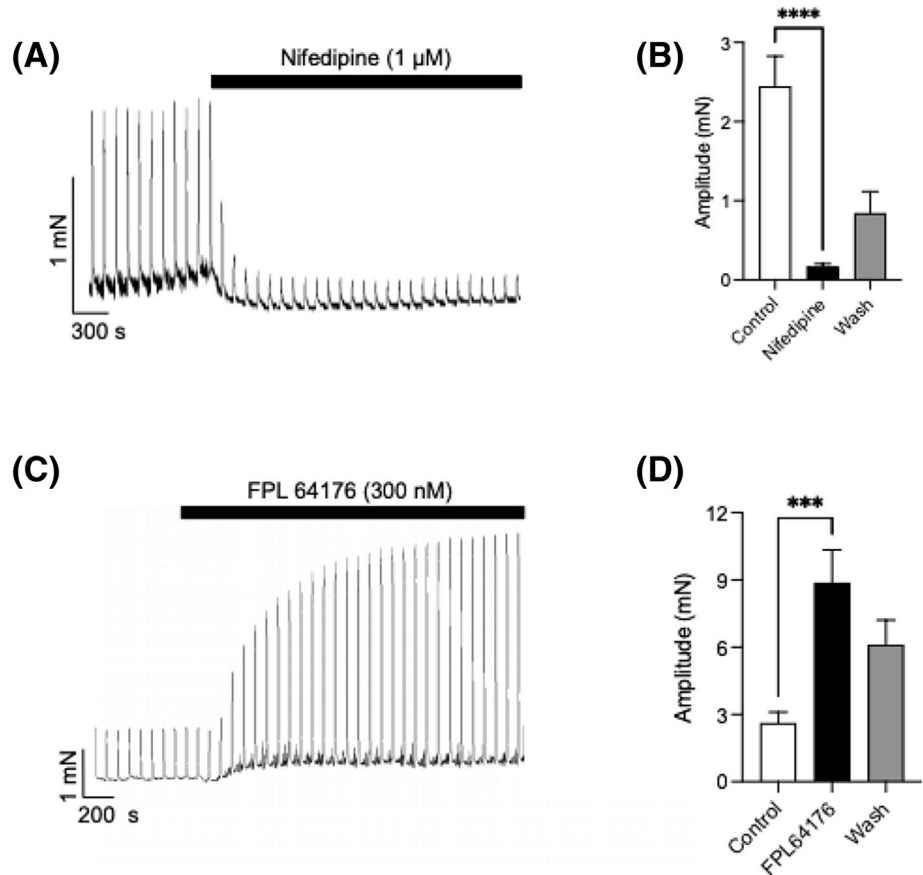 (A)
Nifedipine (1 µM)
1 mN
300 s
(B)
****
Amplitude (mN)
3
2
1
0
Control
Nifedipine
Wash
(C)
FPL 64176 (300 nM)
1 mN
200 s
(D)
***
Amplitude (mN)
12
9
6
3
0
Control
FPL64176
Wash